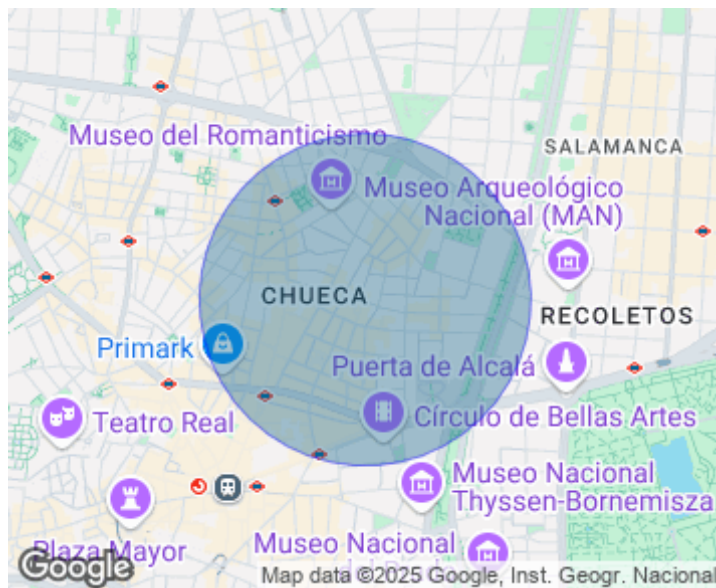 Museo del Romanticismo
SALAMANCA
Museo Arqueológico
Nacional (MAN)
CHUECA
RECOLETOS
Primark
Puerta de Alcalá
Teatro Real
Círculo de Bellas Artes
Museo Nacional
Thyssen-Bornemisza
Plaza Mayor
Museo Nacional
Google
Map data ©2025 Google, Inst. Geogr. Nacional